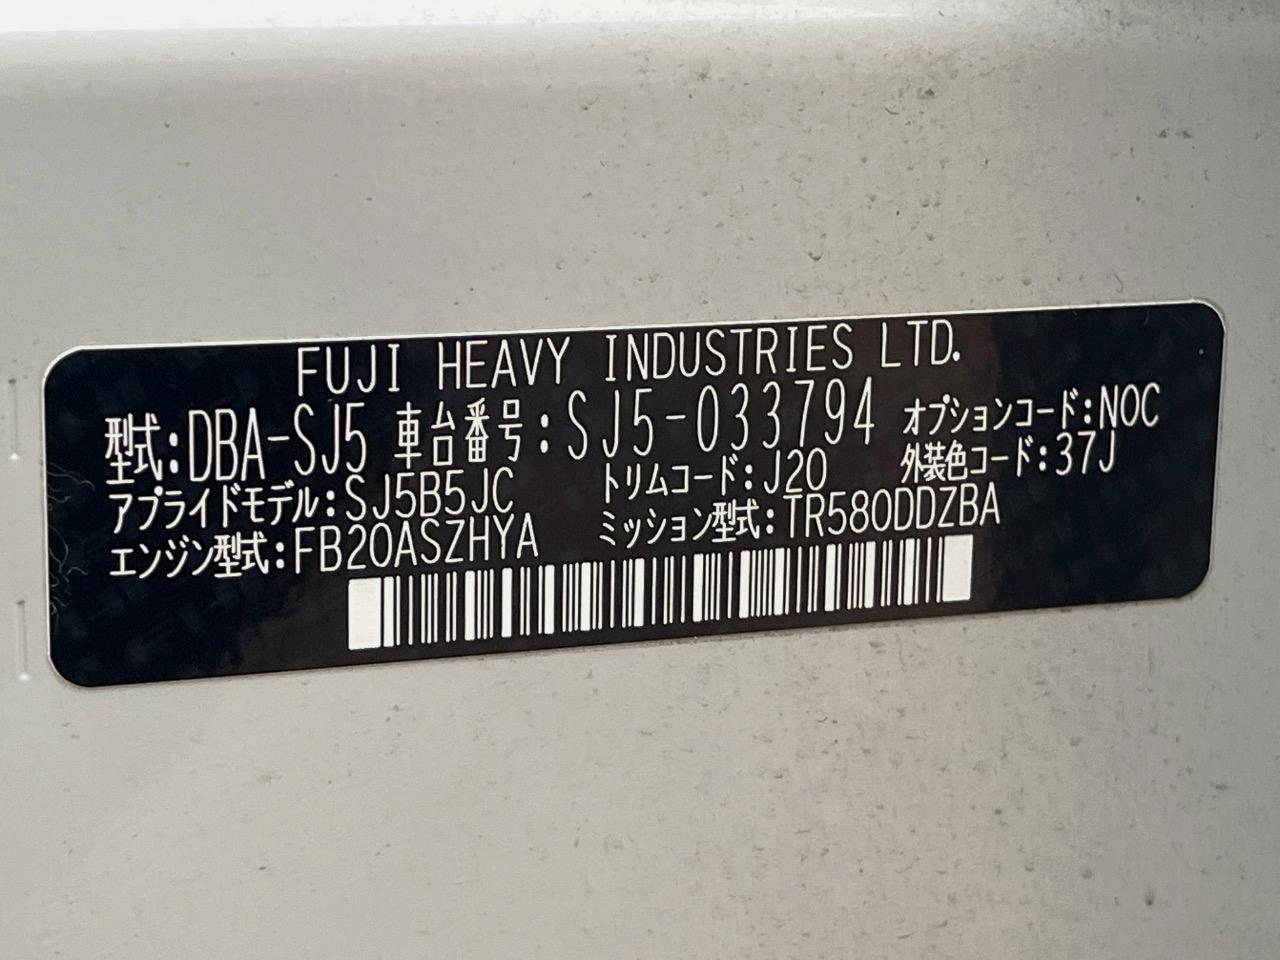 FUJI HEAVY INDUSTRIES LTD.
型式:DBA-SJ5 車台番号:SJ5-033794 オプションコード:NOC
アプライドモデル:SJ5B5JC トリムコード:J20 外装色コード:37J
エンジン型式:FB20ASZHYA ミッション型式:TR580DDZBA